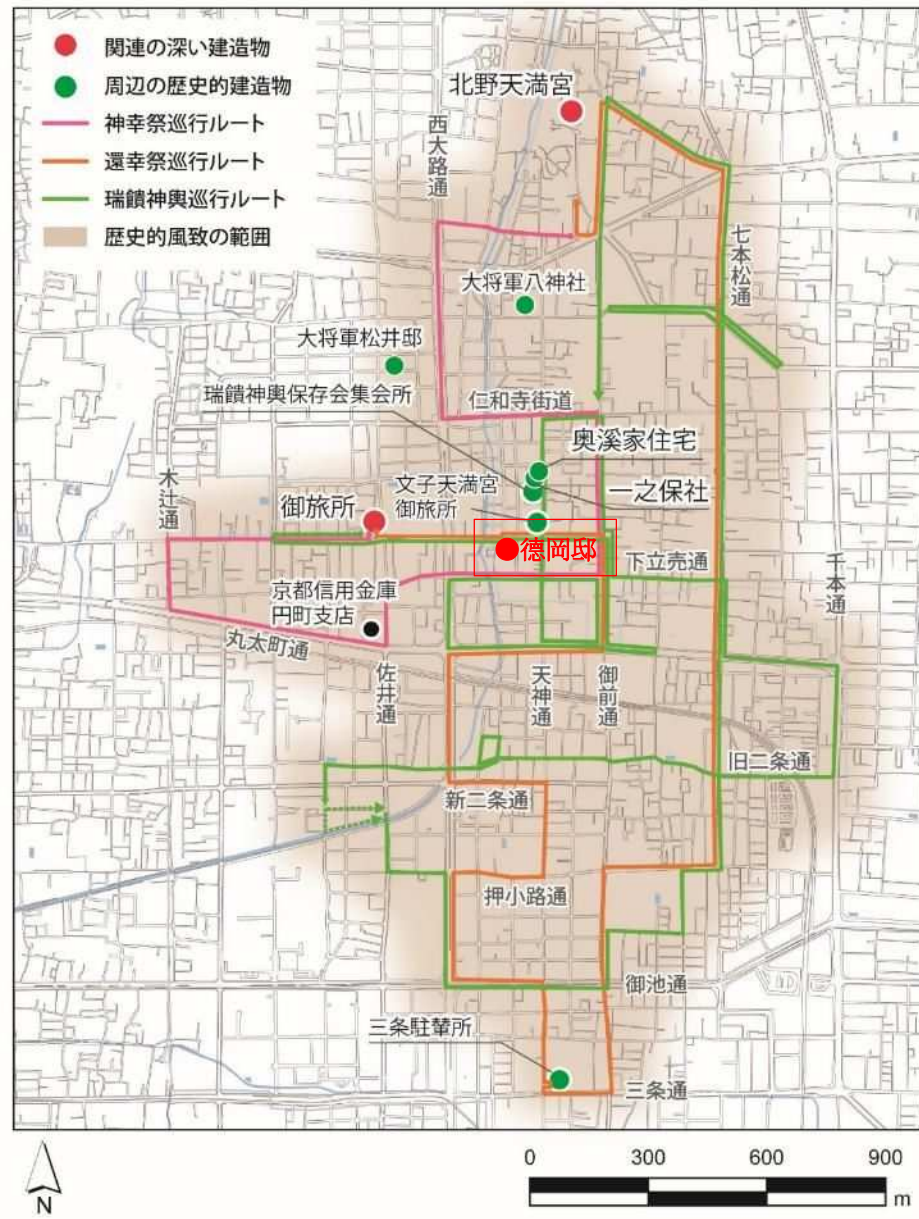 関連の深い建造物
周辺の歴史的建造物
神幸祭巡行ルート
還幸祭巡行ルート
瑞饋神輿巡行ルート
歴史的風致の範囲
北野天満宮
西大路通
七本松通
大将軍八神社
大将軍松井邸
瑞饋神輿保存会集会所
仁和寺街道
奥溪家住宅
木辻通
文子天満宮
御旅所
一之保社
御旅所
德岡邸
下立売通
千本通
京都信用金庫
円町支店
丸太町通
佐井通
天神通
御前通
旧二条通
新二条通
押小路通
御池通
三条駐輦所
三条通
0 300 600 900
m
N